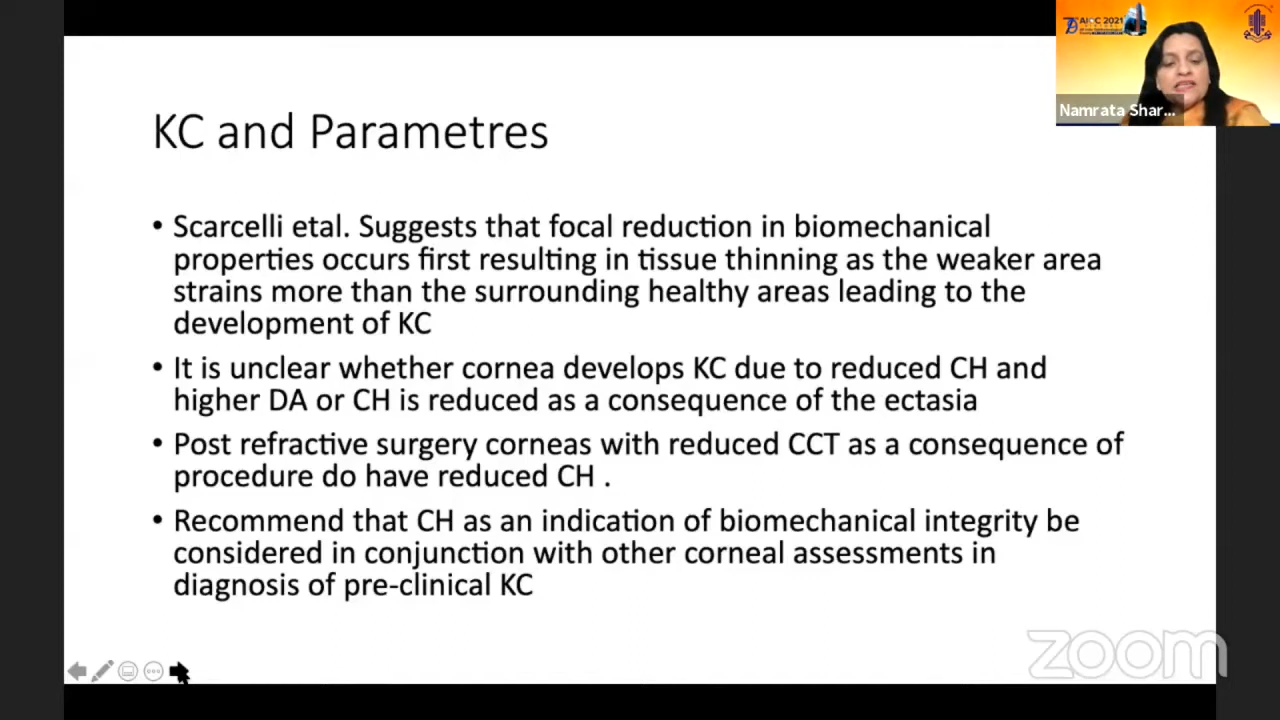 AIOC 2021
Namrata Shar...
KC and Parametres
• Scarcelli etal. Suggests that focal reduction in biomechanical
properties occurs first resulting in tissue thinning as the weaker area
strains more than the surrounding healthy areas leading to the
development of KC
• It is unclear whether cornea develops KC due to reduced CH and
higher DA or CH is reduced as a consequence of the ectasia
• Post refractive surgery corneas with reduced CCT as a consequence of
procedure do have reduced CH .
• Recommend that CH as an indication of biomechanical integrity be
considered in conjunction with other corneal assessments in
diagnosis of pre-clinical KC
zoom